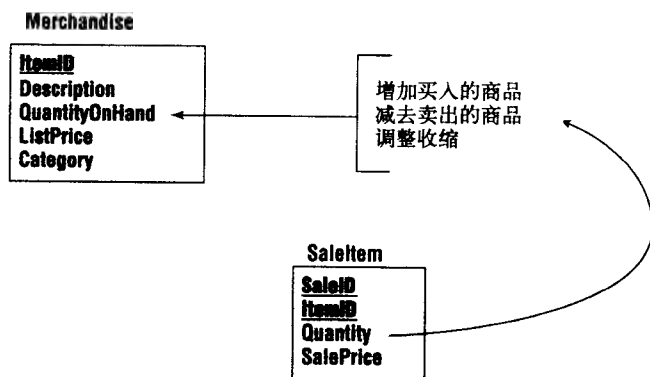 Merchandise
ItemID
Description
QuantityOnHand
ListPrice
Category
增加买入的商品
减去卖出的商品
调整收缩
SaleItem
SaleID
ItemID
Quantity
SalePrice